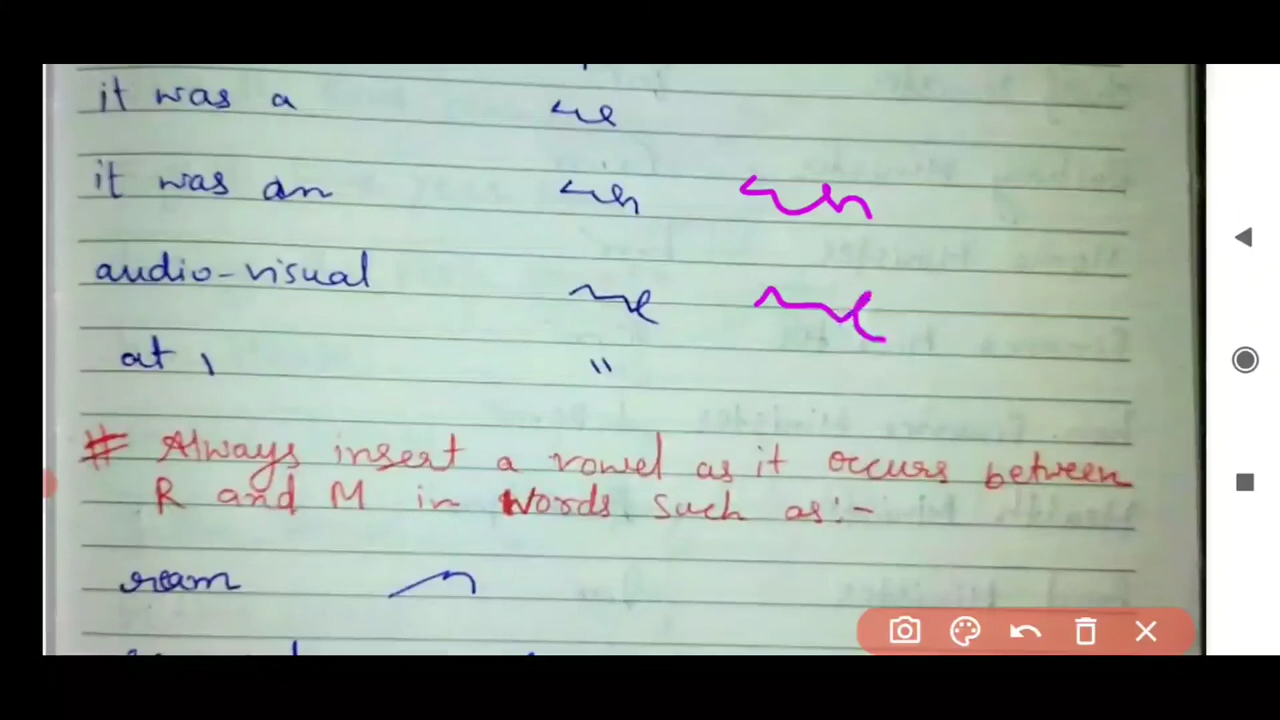 it was a
it was an
audio-visual
at
# Always insert a vowel as it occurs between
R and M in words such as:-
ream